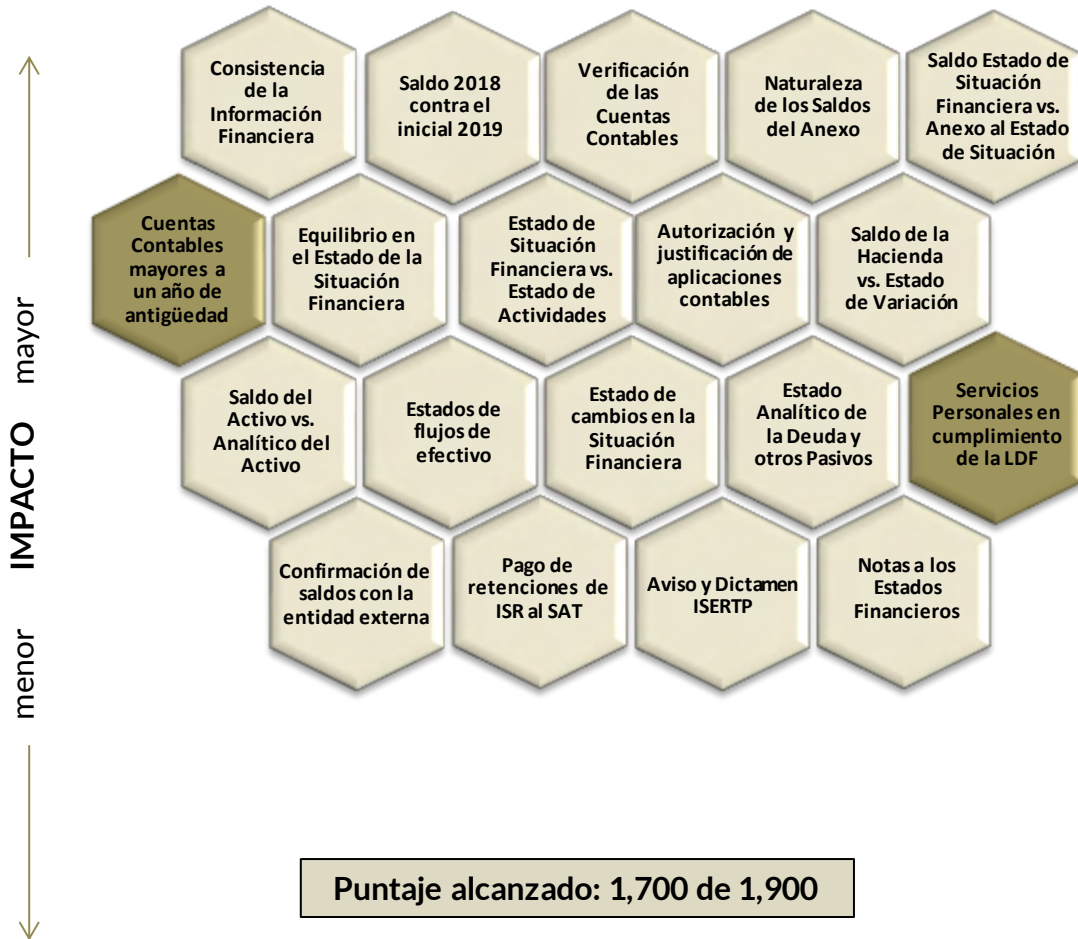 Consistencia
de la
Información
Financiera
Saldo 2018
contra el
inicial 2019
Verificación
de las
Cuentas
Contables
Naturaleza
de los Saldos
del Anexo
Saldo Estado de
Situación
Financiera vs.
Anexo al Estado
de Situación
Cuentas
Contables
mayores a
un año de
antigüedad
Equilibrio en
el Estado de la
Situación
Financiera
Estado de
Situación
Financiera vs.
Estado de
Actividades
Autorización y
justificación de
aplicaciones
contables
Saldo de la
Hacienda
vs. Estado
de Variación
Saldo del
Activo vs.
Analítico del
Activo
Estados de
flujos de
efectivo
Estado
de cambios en la
Situación
Financiera
Estado
Analítico de
la Deuda y
otros Pasivos
Servicios
Personales en
cumplimiento
de la LDF
Confirmación de
saldos con la
entidad externa
Pago de
retenciones de
ISR al SAT
Aviso y Dictamen
ISERTP
Notas a los
Estados
Financieros
menor IMPACTO mayor
Puntaje alcanzado: 1,700 de 1,900